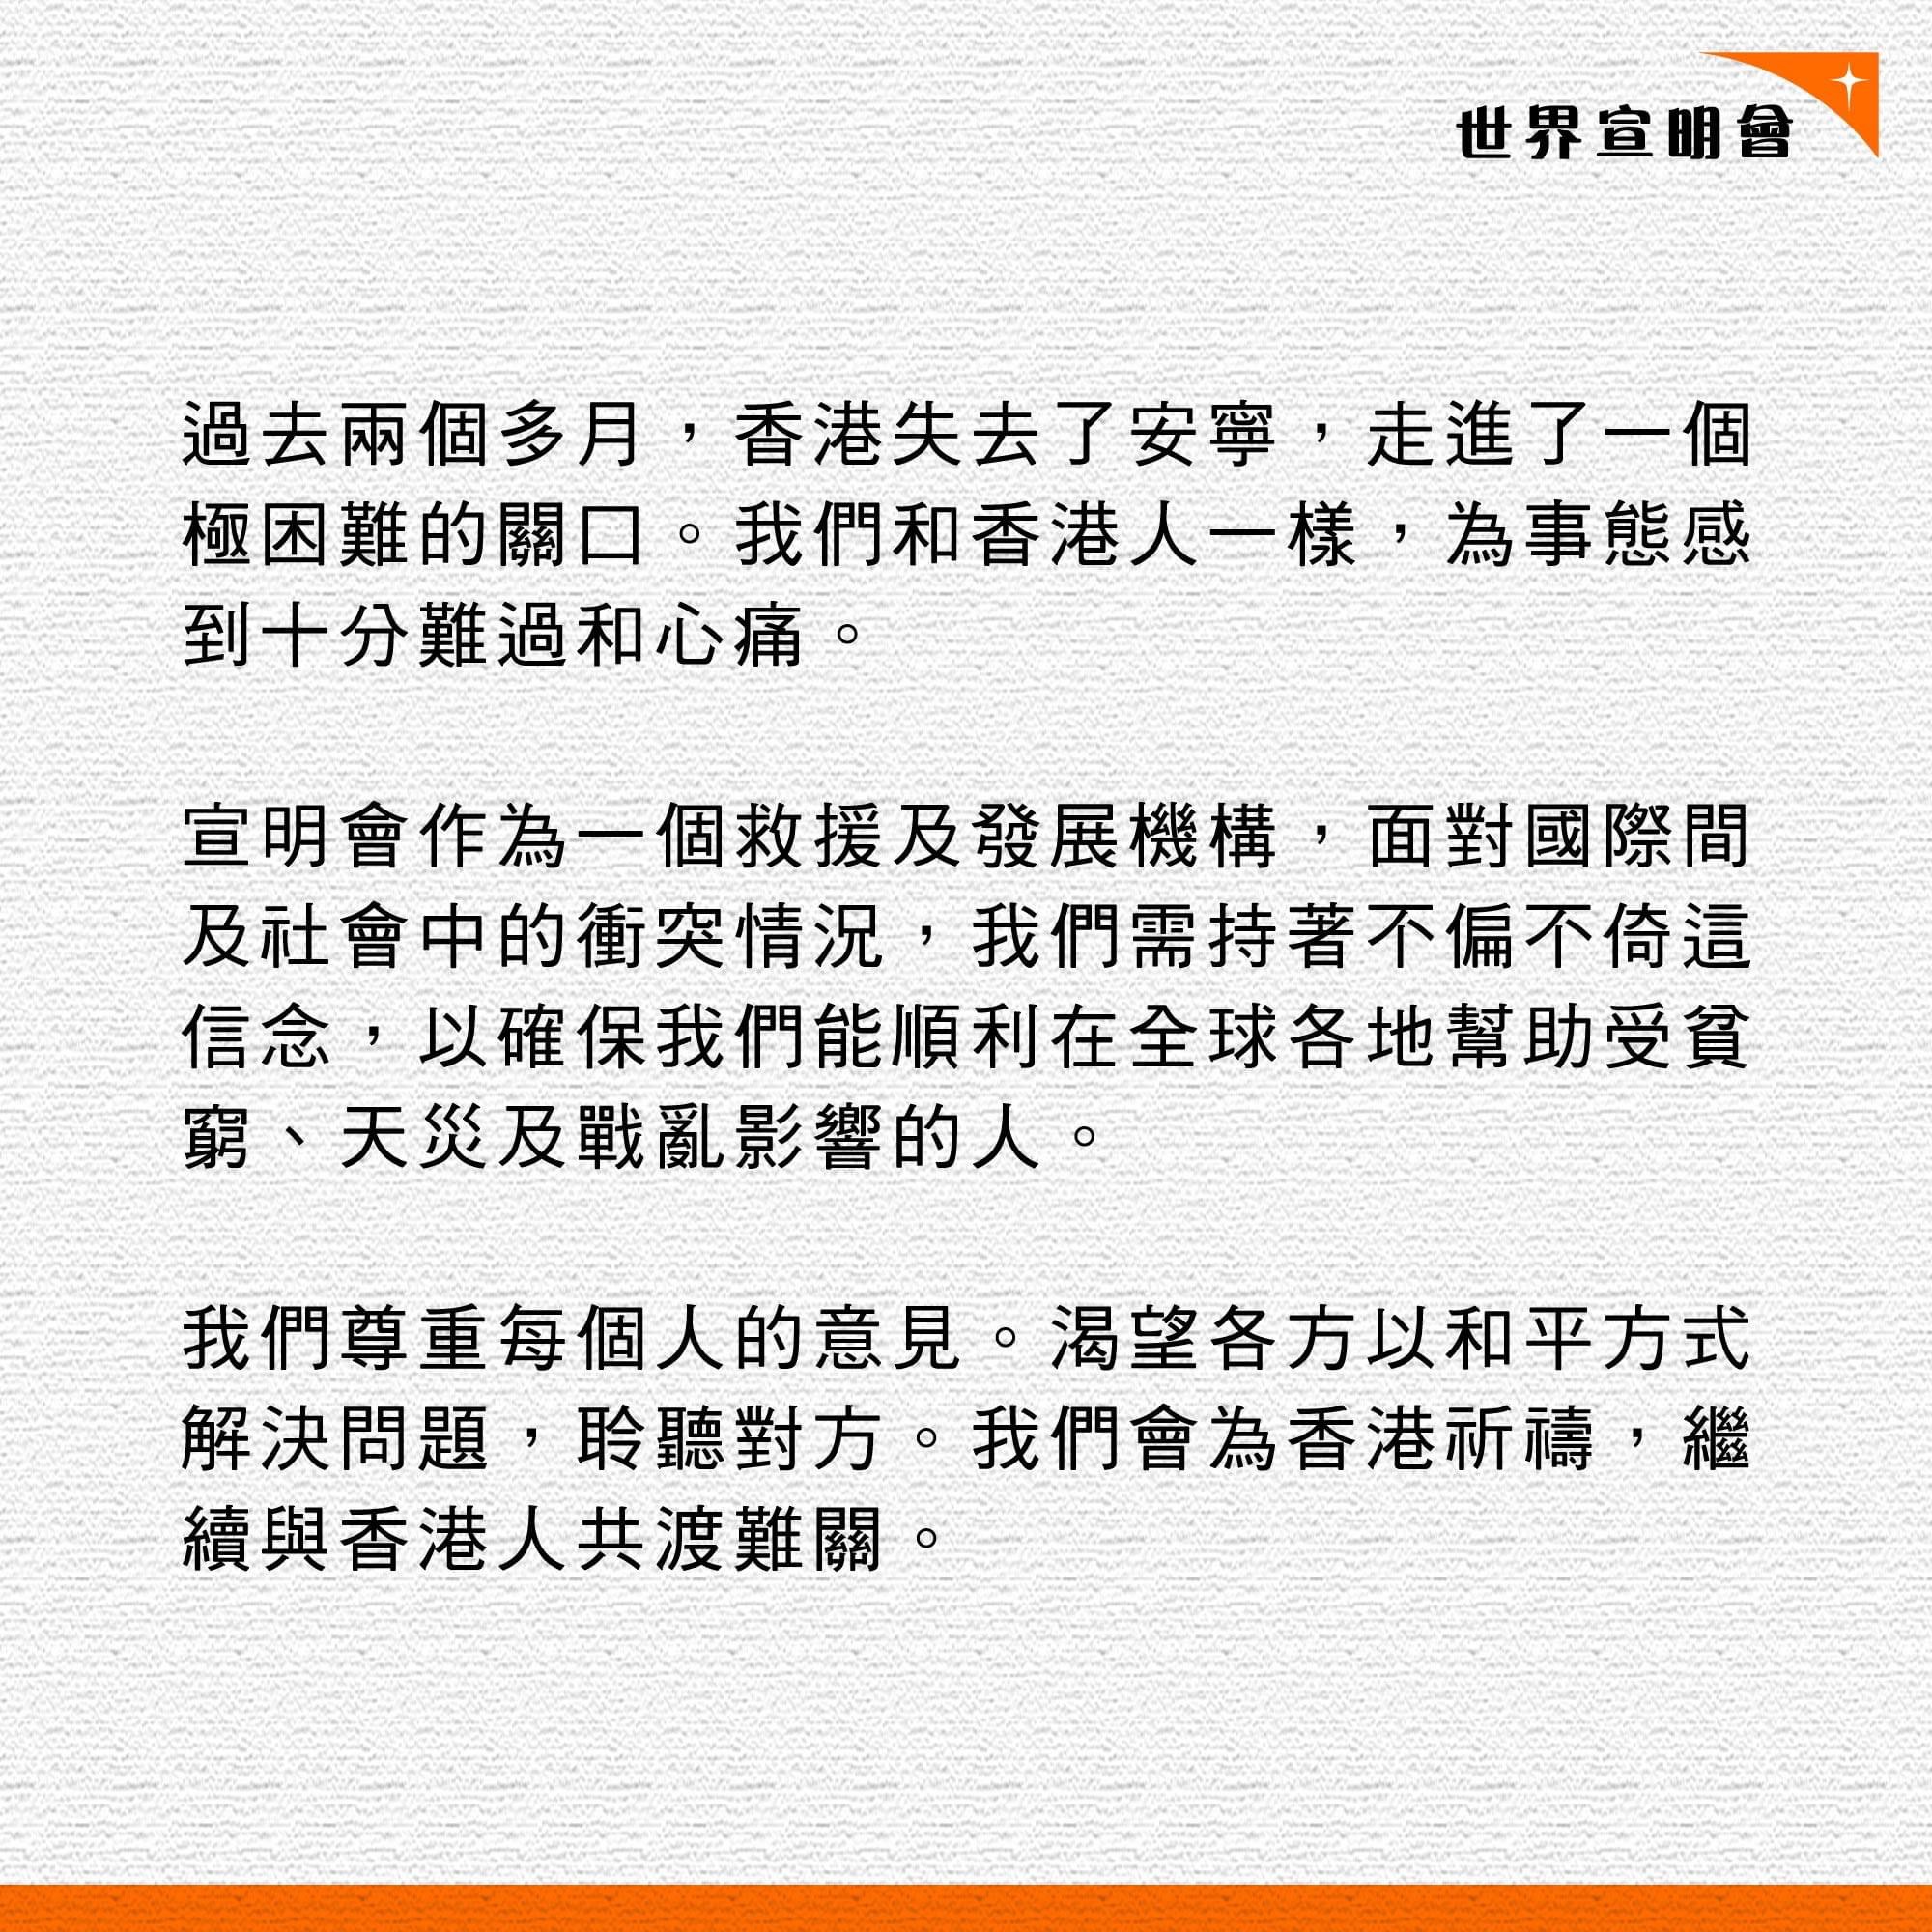 世界宣明會
過去兩個多月，香港失去了安寧，走進了一個
極困難的關口。我們和香港人一樣，為事態感
到十分難過和心痛。
宣明會作為一個救援及發展機構，面對國際間
及社會中的衝突情況，我們需持著不偏不倚這
信念，以確保我們能順利在全球各地幫助受貧
窮、天災及戰亂影響的人。
我們尊重每個人的意見。渴望各方以和平方式
解決問題，聆聽對方。我們會為香港祈禱，繼
續與香港人共渡難關。